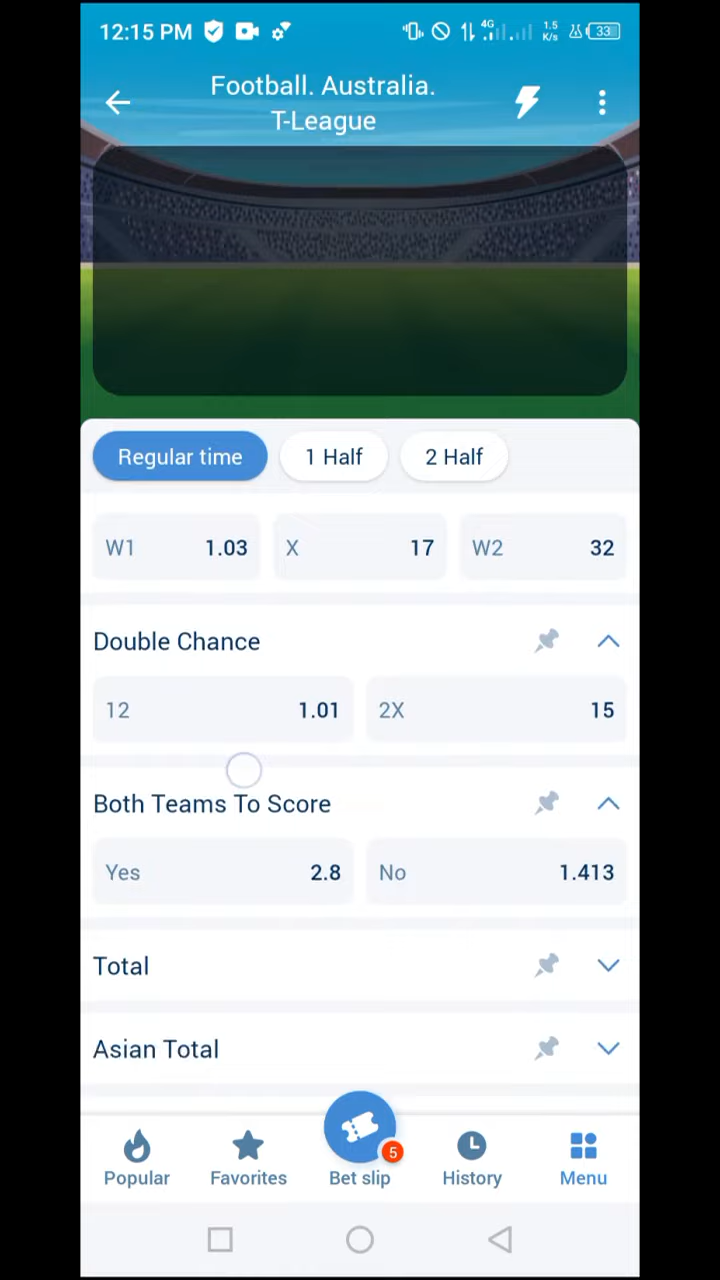 12:15 PM 4G 1.5 K/s 33
Football. Australia.
T-League
Regular time 1 Half 2 Half
W1 1.03 X 17 W2 32
Double Chance
12 1.01 2X 15
Both Teams To Score
Yes 2.8 No 1.413
Total
Asian Total
5
Popular Favorites Bet slip History Menu